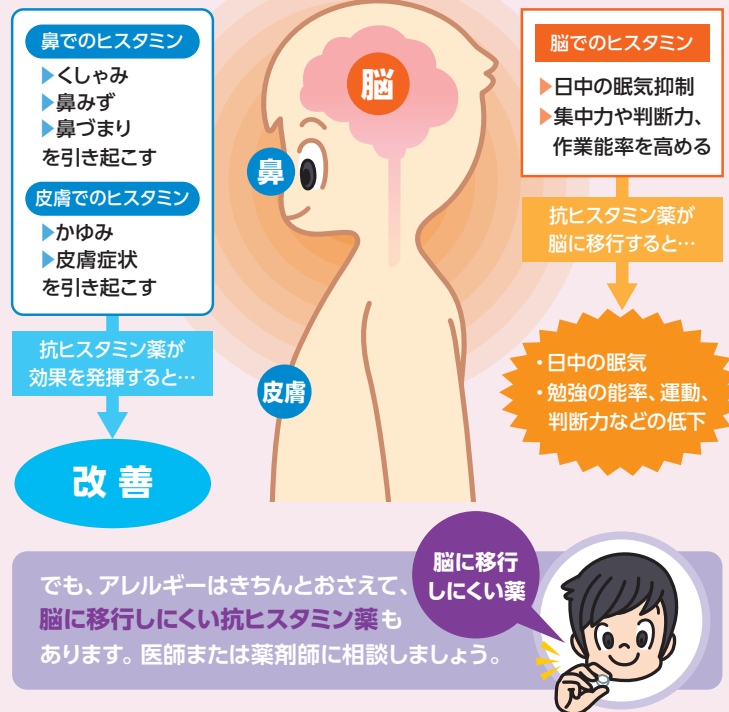 鼻でのヒスタミン
▶くしゃみ
▶鼻みず
▶鼻づまり
を引き起こす
皮膚でのヒスタミン
▶かゆみ
▶皮膚症状
を引き起こす
抗ヒスタミン薬が
効果を発揮すると…
改善
脳
鼻
皮膚
脳でのヒスタミン
▶日中の眠気抑制
▶集中力や判断力、
作業能率を高める
抗ヒスタミン薬が
脳に移行すると…
・日中の眠気
・勉強の能率、運動、
判断力などの低下
でも、アレルギーはきちんとおさえて、
脳に移行しにくい抗ヒスタミン薬も
あります。医師または薬剤師に相談しましょう。
脳に移行
しにくい薬